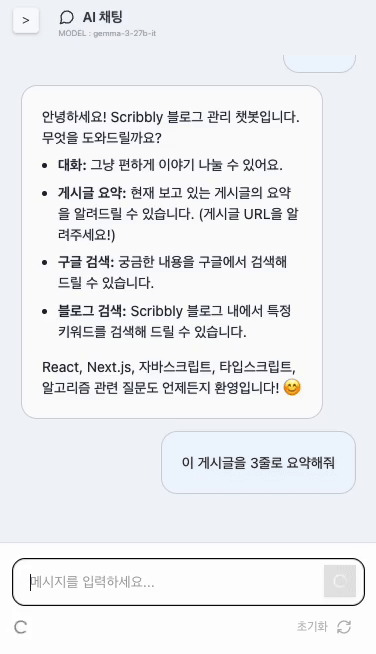 > AI 채팅
MODEL : gemma-3-27b-it
안녕하세요! Scribbly 블로그 관리 챗봇입니다.
무엇을 도와드릴까요?
• 대화: 그냥 편하게 이야기 나눌 수 있어요.
• 게시글 요약: 현재 보고 있는 게시글의 요약
을 알려드릴 수 있습니다. (게시글 URL을 알
려주세요!)
• 구글 검색: 궁금한 내용을 구글에서 검색해
드릴 수 있습니다.
• 블로그 검색: Scribbly 블로그 내에서 특정
키워드를 검색해 드릴 수 있습니다.
React, Next.js, 자바스크립트, 타입스크립트,
알고리즘 관련 질문도 언제든지 환영입니다! 😊
이 게시글을 3줄로 요약해줘
메시지를 입력하세요...
초기화